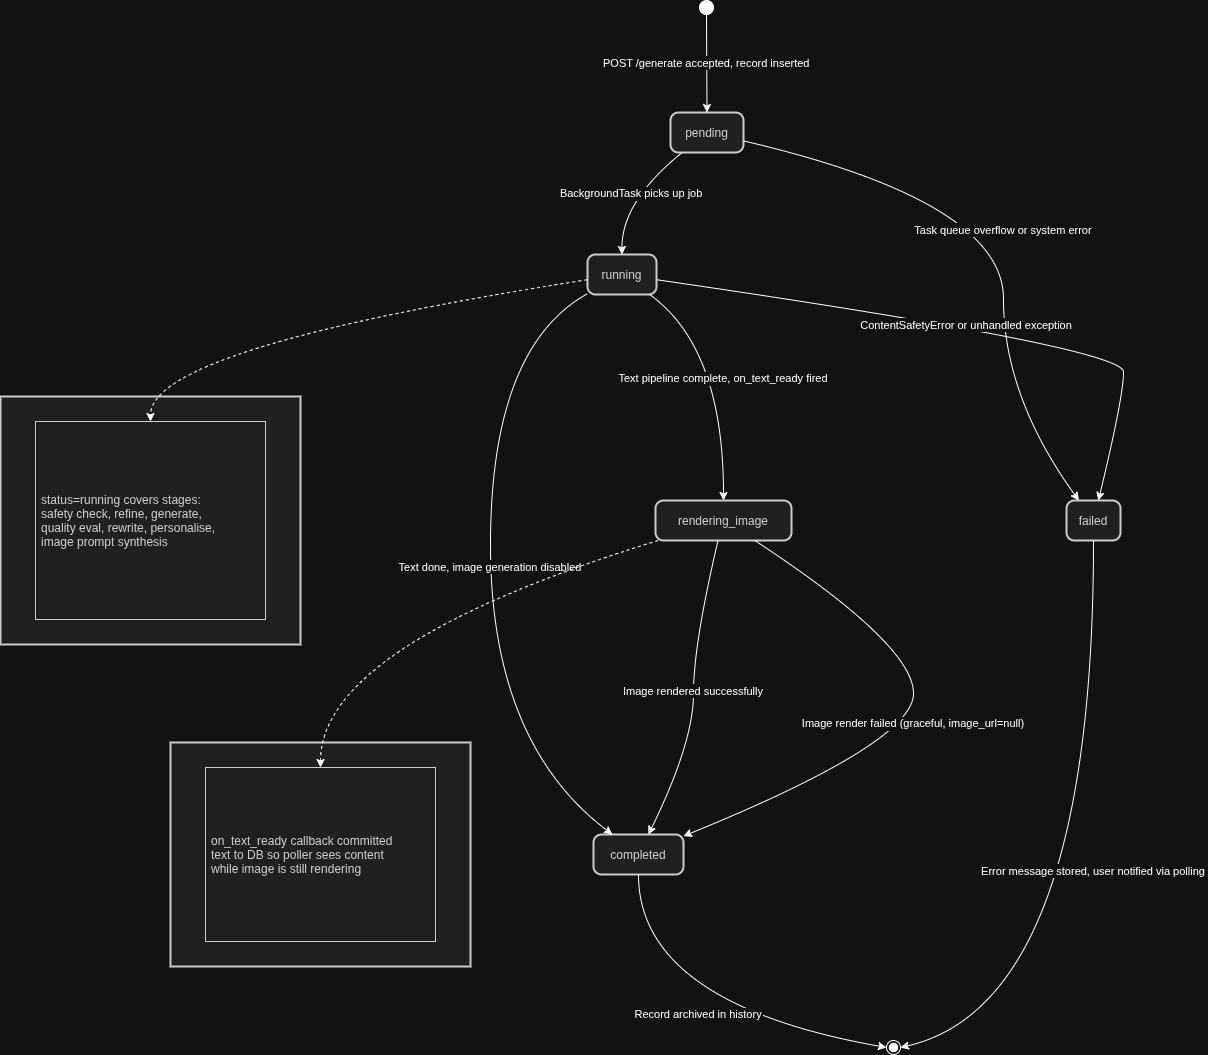 POST /generate accepted, record inserted
pending
BackgroundTask picks up job
Task queue overflow or system error
running
ContentSafetyError or unhandled exception
Text pipeline complete, on_text_ready fired
status=running covers stages:
safety check, refine, generate,
quality eval, rewrite, personalise,
image prompt synthesis
rendering_image
failed
Text done, image generation disabled
Image rendered successfully
Image render failed (graceful, image_url=null)
on_text_ready callback committed
text to DB so poller sees content
while image is still rendering
completed
Error message stored, user notified via polling
Record archived in history